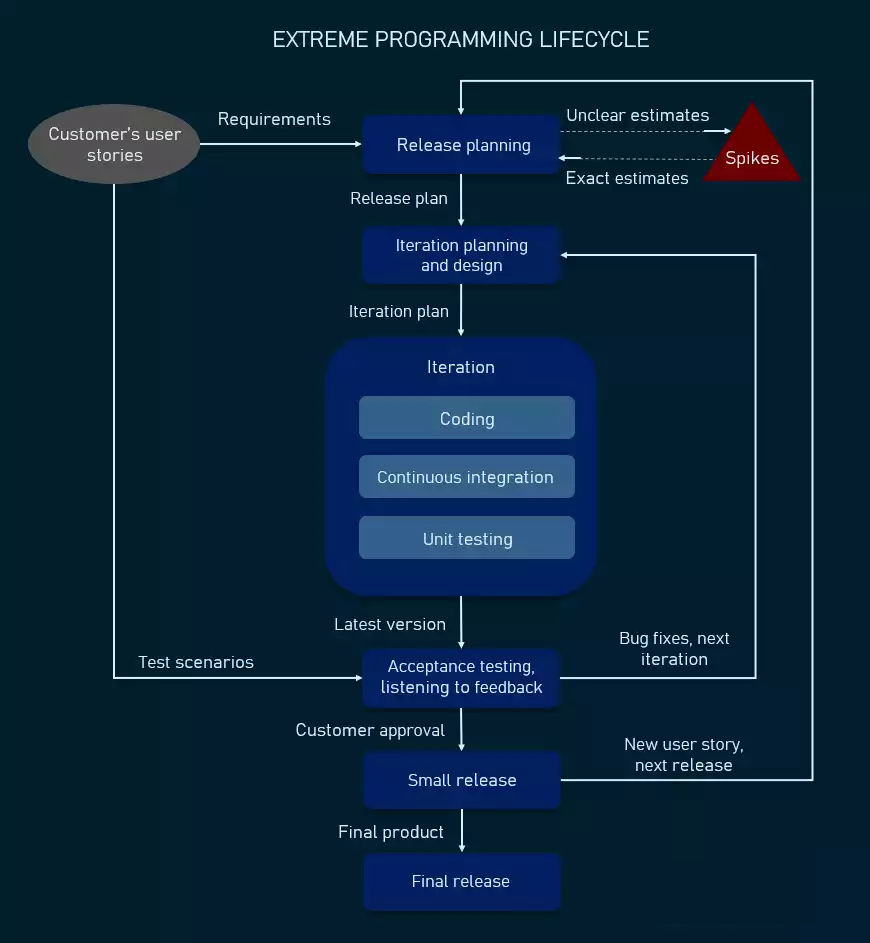 EXTREME PROGRAMMING LIFECYCLE
Customer's user
stories
Requirements
Release planning
Unclear estimates
Spikes
Exact estimates
Release plan
Iteration planning
and design
Iteration plan
Iteration
Coding
Continuous integration
Unit testing
Latest version
Bug fixes, next
iteration
Test scenarios
Acceptance testing,
listening to feedback
Customer approval
New user story,
next release
Small release
Final product
Final release